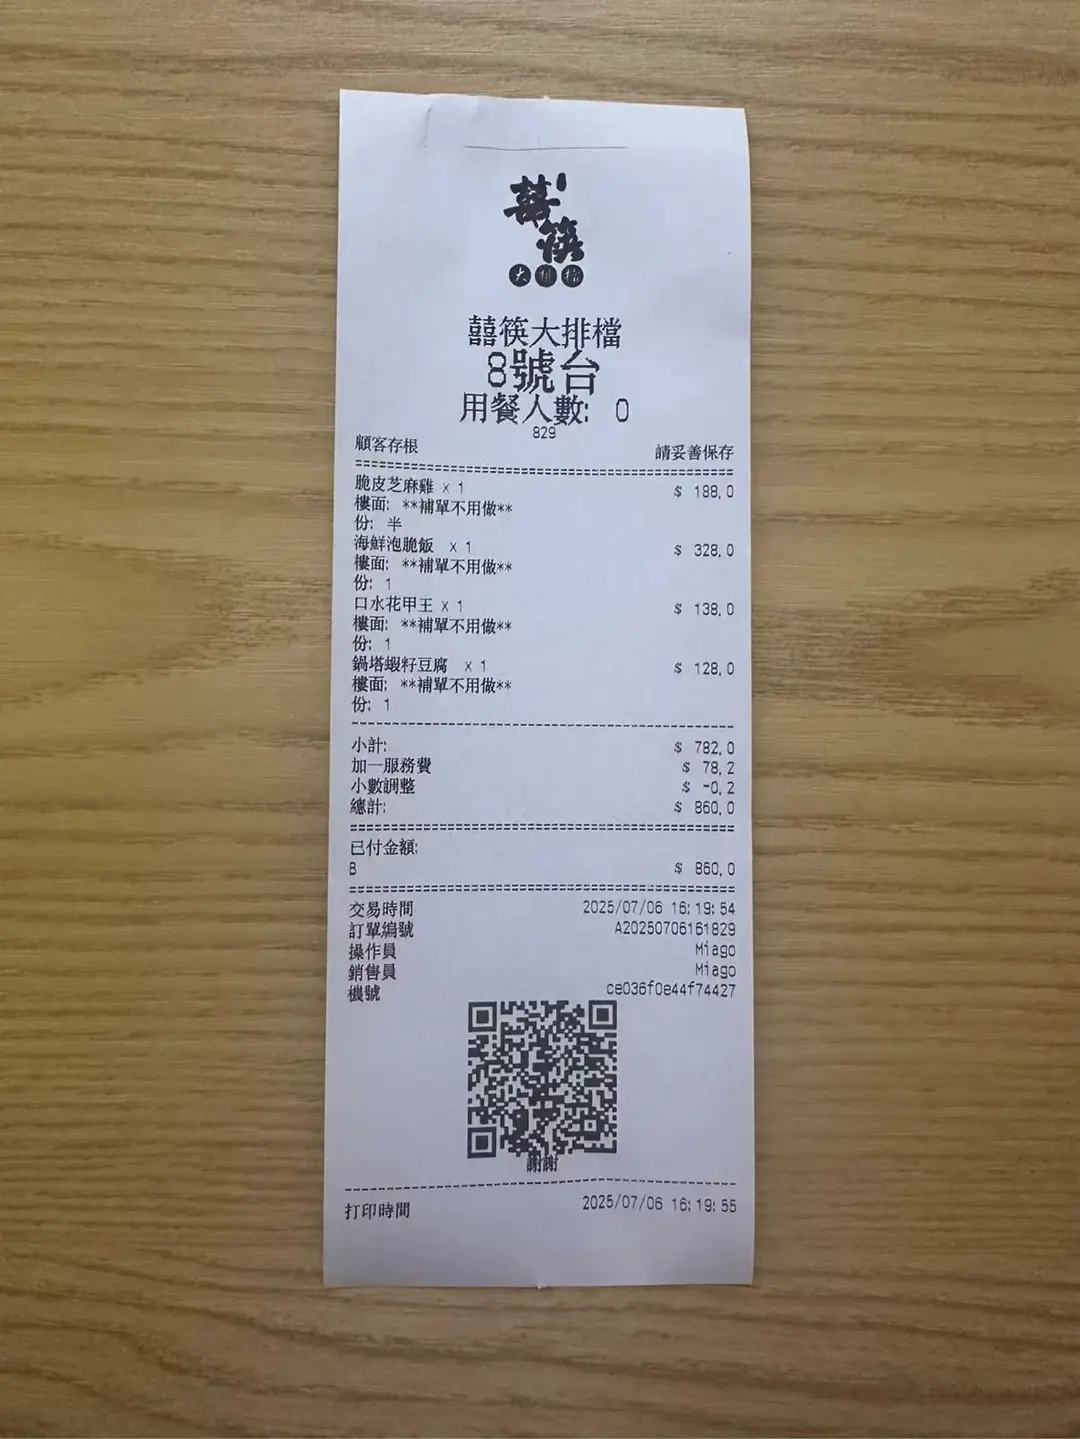 囍筷
大排檔
囍筷大排檔
8號台
用餐人數: 0
829
顧客存根 請妥善保存
脆皮芝麻雞 x 1 $ 188.0
樓面: **補單不用做**
份: 半
海鮮泡脆飯 x 1 $ 328.0
樓面: **補單不用做**
份: 1
口水花甲王 x 1 $ 138.0
樓面: **補單不用做**
份: 1
鍋塔蝦籽豆腐 x 1 $ 128.0
樓面: **補單不用做**
份: 1
小計: $ 782.0
加一服務費 $ 78.2
小數調整 $ -0.2
總計: $ 860.0
已付金額:
B $ 860.0
交易時間 2025/07/06 16:19:54
訂單編號 A20250706161829
操作員 Miago
銷售員 Miago
機號 ce036f0e44f74427
謝謝
打印時間 2025/07/06 16:19:55